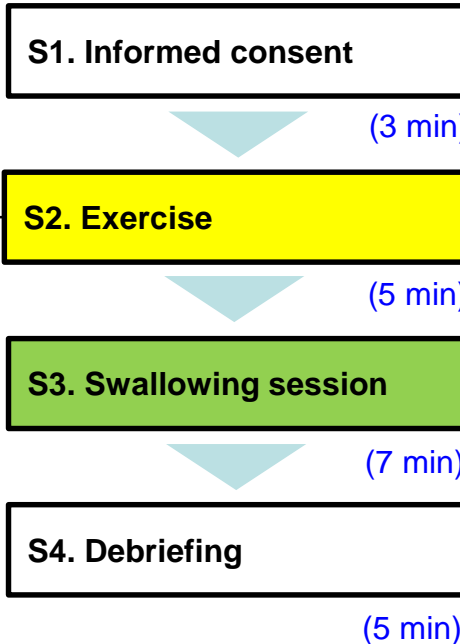 S1. Informed consent
(3 min)
S2. Exercise
(5 min)
S3. Swallowing session
(7 min)
S4. Debriefing
(5 min)